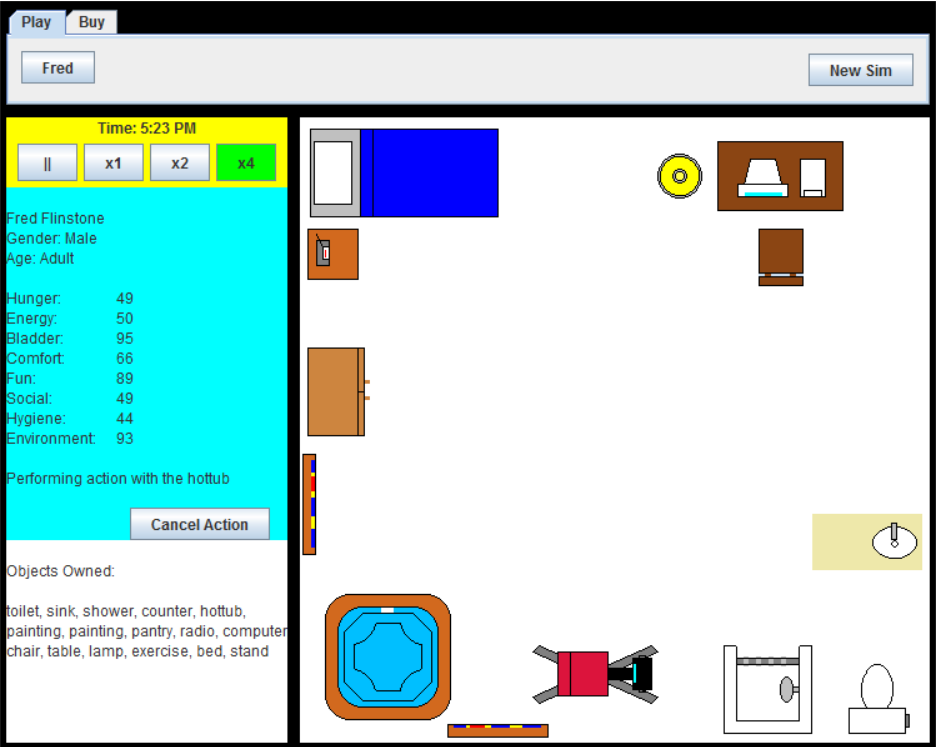 Play Buy
Fred New Sim
Time: 5:23 PM
|| x1 x2 x4
Fred Flinstone
Gender: Male
Age: Adult
Hunger: 49
Energy: 50
Bladder: 95
Comfort: 66
Fun: 89
Social: 49
Hygiene: 44
Environment: 93
Performing action with the hottub
Cancel Action
Objects Owned:
toilet, sink, shower, counter, hottub,
painting, painting, pantry, radio, computer
chair, table, lamp, exercise, bed, stand